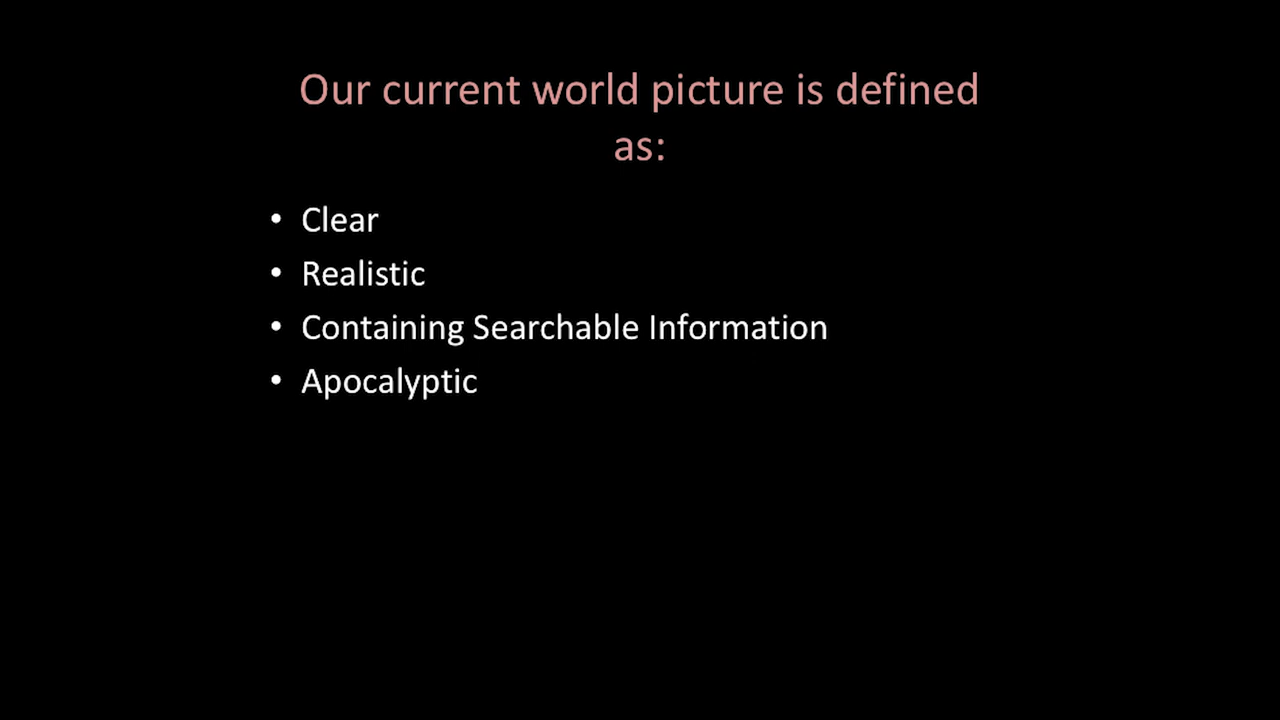 Our current world picture is defined
as:
• Clear
• Realistic
• Containing Searchable Information
• Apocalyptic